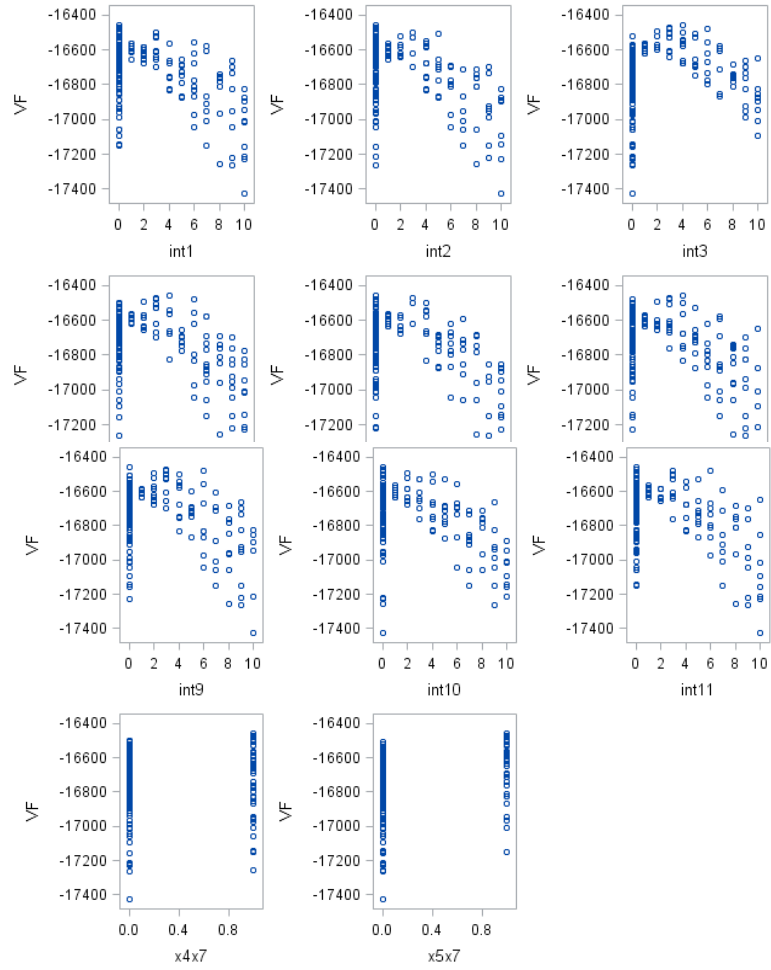 -16400 -16400 -16400
-16600 -16600 -16600
-16800 -16800 -16800
VF VF VF
-17000 -17000 -17000
-17200 -17200 -17200
-17400 -17400 -17400
0 2 4 6 8 10 0 2 4 6 8 10 0 2 4 6 8 10
int1 int2 int3
-16400 -16400 -16400
-16600 -16600 -16600
-16800 -16800 -16800
VF VF VF
-17000 -17000 -17000
-17200 -17200 -17200
-16400 -16400 -16400
-16600 -16600 -16600
-16800 -16800 -16800
VF VF VF
-17000 -17000 -17000
-17200 -17200 -17200
-17400 -17400 -17400
0 2 4 6 8 10 0 2 4 6 8 10 0 2 4 6 8 10
int9 int10 int11
-16400 -16400
-16600 -16600
-16800 -16800
VF VF
-17000 -17000
-17200 -17200
-17400 -17400
0.0 0.4 0.8 0.0 0.4 0.8
x4x7 x5x7